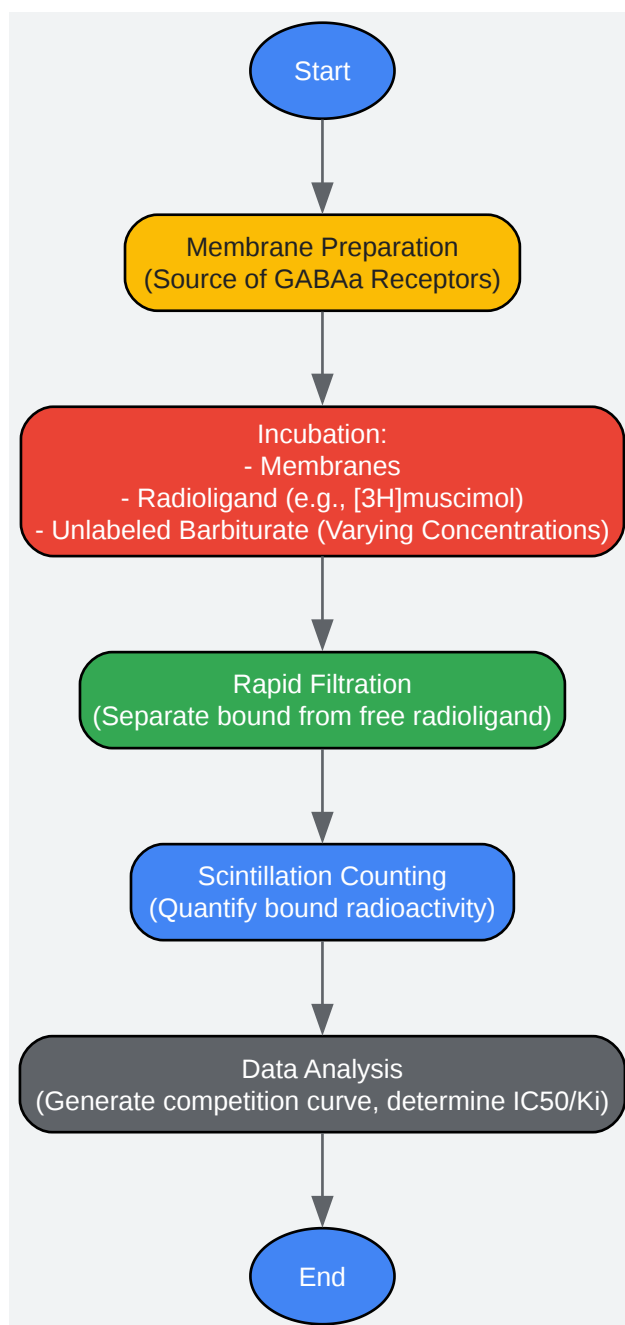 Start
Membrane Preparation
(Source of GABAa Receptors)
Incubation:
- Membranes
- Radioligand (e.g., [3H]muscimol)
- Unlabeled Barbiturate (Varying Concentrations)
Rapid Filtration
(Separate bound from free radioligand)
Scintillation Counting
(Quantify bound radioactivity)
Data Analysis
(Generate competition curve, determine IC50/Ki)
End